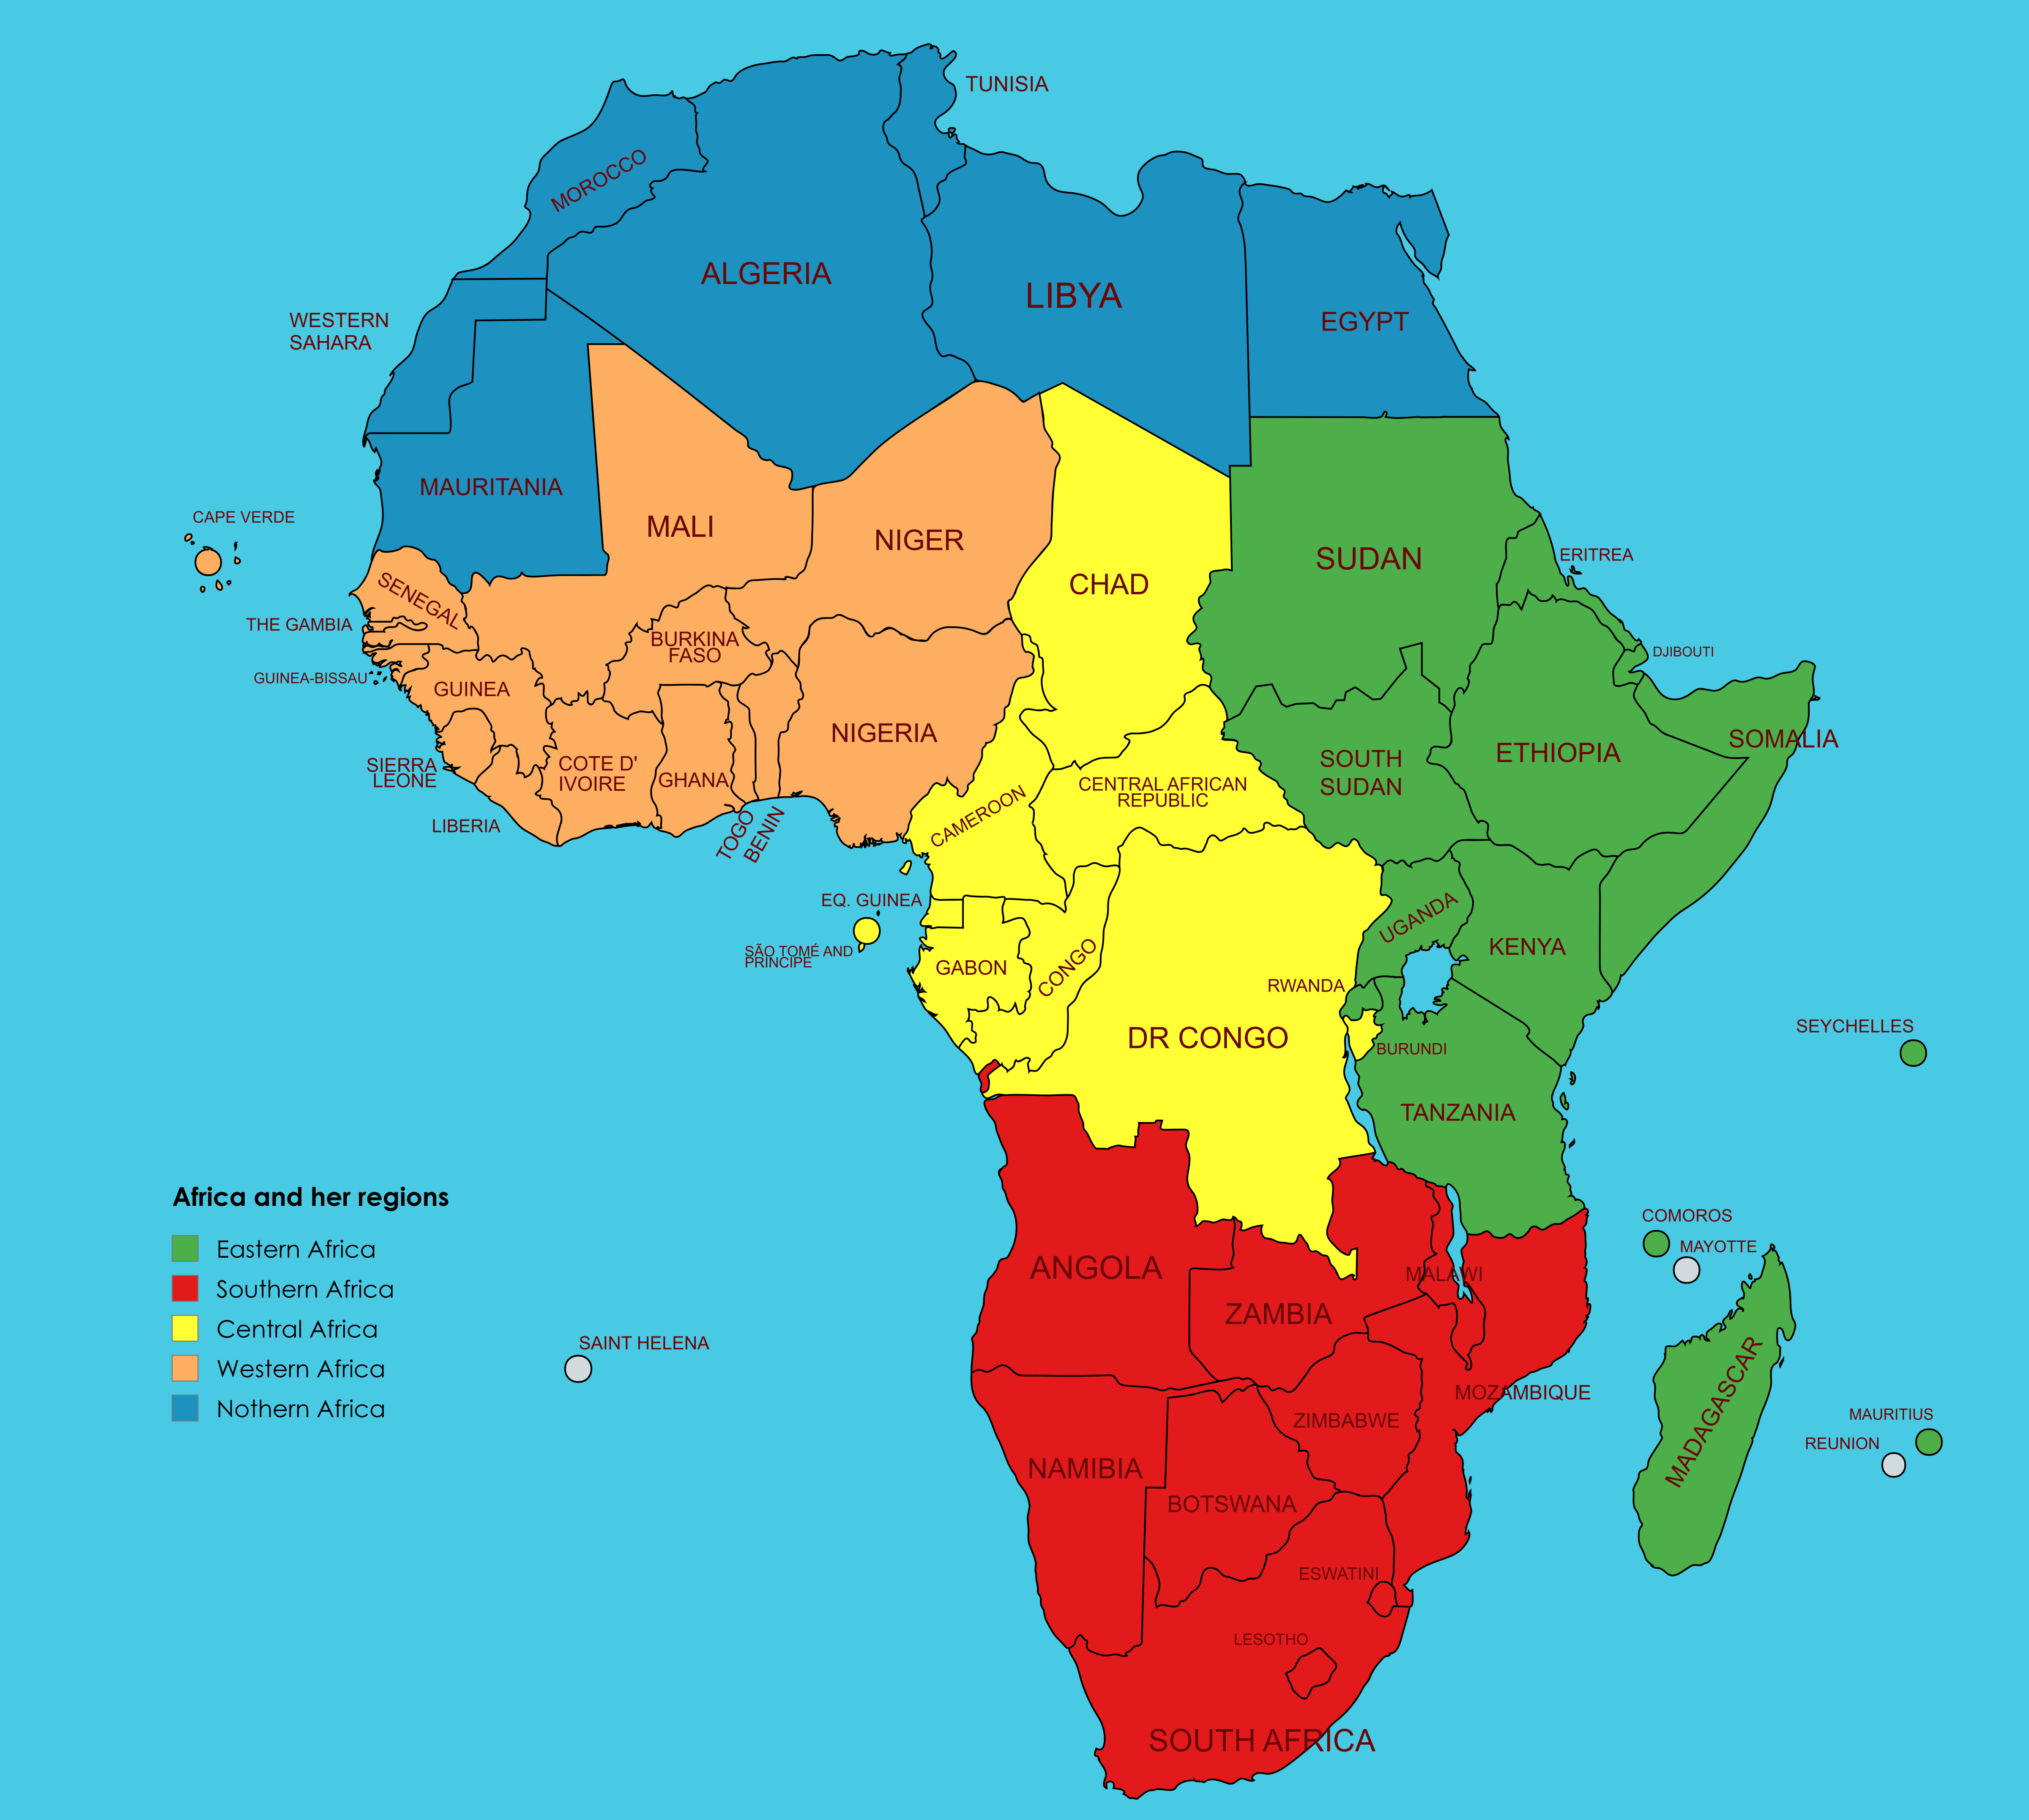 TUNISIA
MOROCCO
ALGERIA
LIBYA
EGYPT
WESTERN
SAHARA
MAURITANIA
CAPE VERDE
MALI
NIGER
CHAD
SUDAN
ERITREA
SENEGAL
THE GAMBIA
BURKINA
FASO
DJIBOUTI
GUINEA-BISSAU
GUINEA
NIGERIA
SOMALIA
ETHIOPIA
SOUTH
SUDAN
SIERRA
LEONE
COTE D'
IVOIRE
GHANA
CENTRAL AFRICAN
REPUBLIC
CAMEROON
LIBERIA
TOGO
BENIN
EQ. GUINEA
UGANDA
KENYA
SÃO TOMÉ AND
PRINCIPE
GABON
CONGO
RWANDA
DR CONGO
BURUNDI
SEYCHELLES
TANZANIA
Africa and her regions
Eastern Africa
Southern Africa
Central Africa
Western Africa
Nothern Africa
COMOROS
MAYOTTE
ANGOLA
MALAWI
ZAMBIA
SAINT HELENA
MOZAMBIQUE
ZIMBABWE
MADAGASCAR
MAURITIUS
REUNION
NAMIBIA
BOTSWANA
ESWATINI
LESOTHO
SOUTH AFRICA